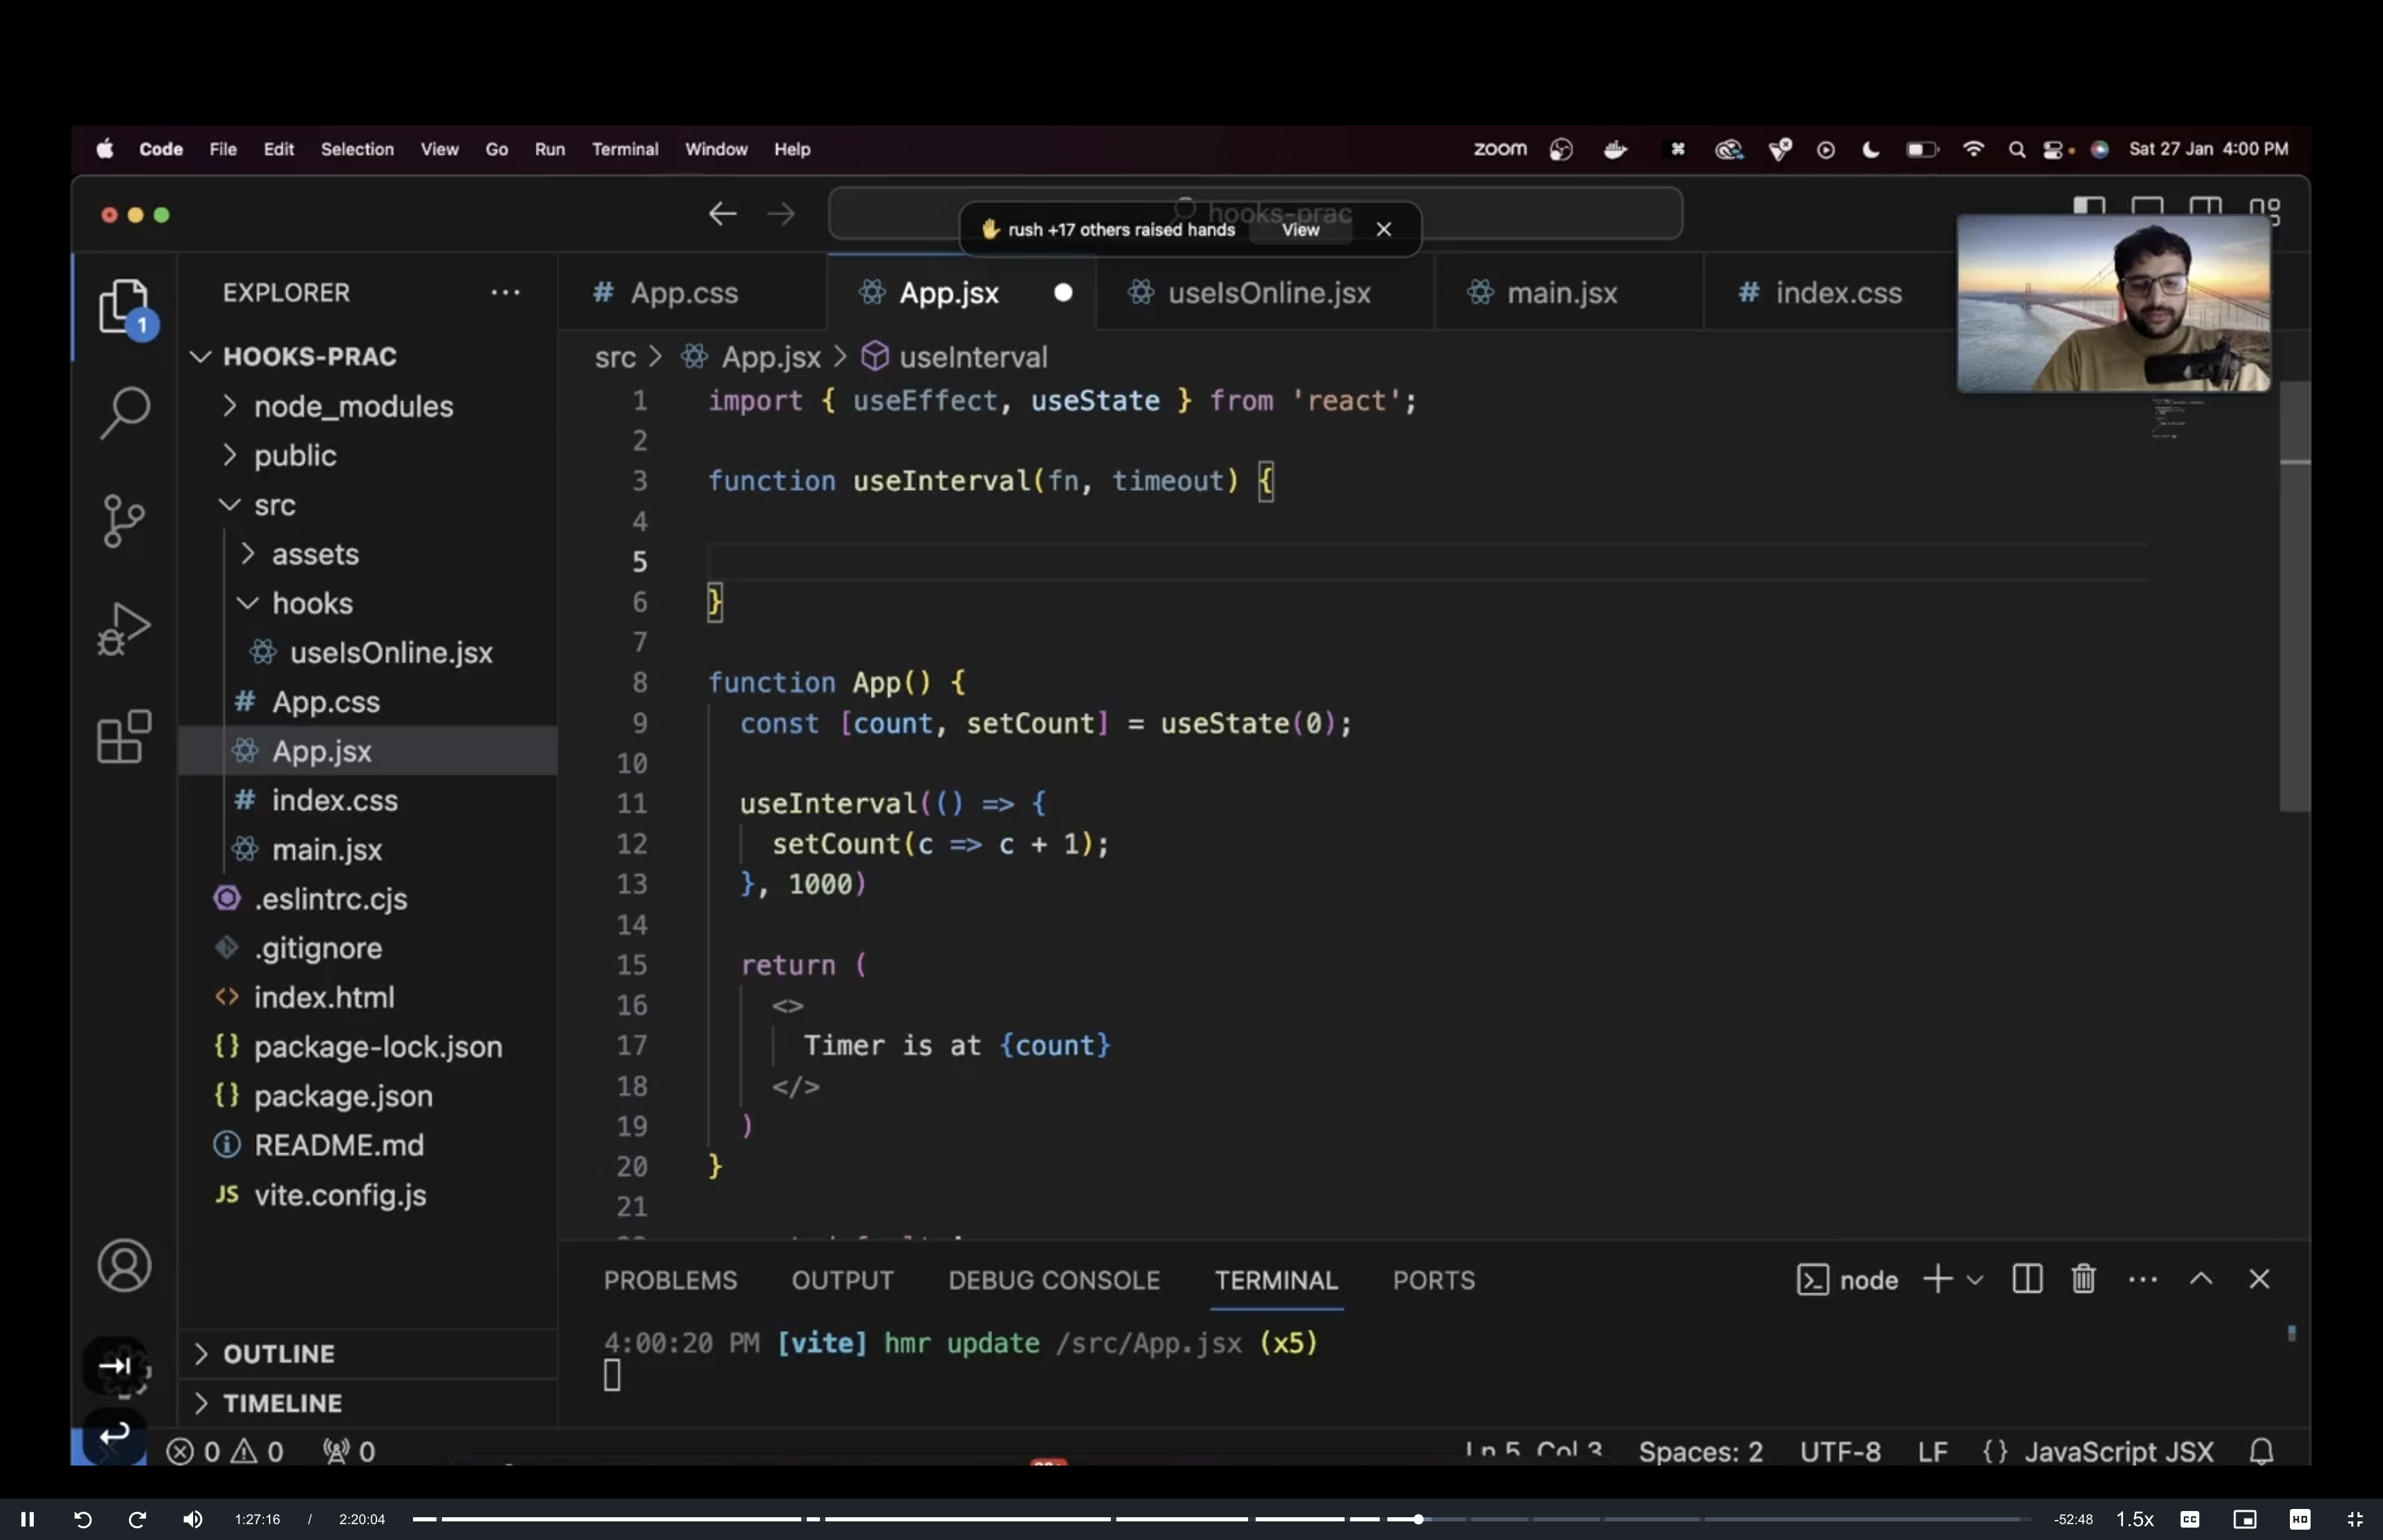 Code File Edit Selection View Go Run Terminal Window Help zoom Sat 27 Jan 4:00 PM
hooks-prac
✋ rush +17 others raised hands View ✕
EXPLORER ···
# App.css App.jsx ● useIsOnline.jsx main.jsx # index.css
1
HOOKS-PRAC
node_modules
public
src
assets
hooks
useIsOnline.jsx
# App.css
App.jsx
# index.css
main.jsx
.eslintrc.cjs
.gitignore
<> index.html
{} package-lock.json
{} package.json
README.md
JS vite.config.js
OUTLINE
TIMELINE
src > App.jsx > useInterval
1 import { useEffect, useState } from 'react';
2
3 function useInterval(fn, timeout) {
4
5
6 }
7
8 function App() {
9 const [count, setCount] = useState(0);
10
11 useInterval(() => {
12 setCount(c => c + 1);
13 }, 1000)
14
15 return (
16 <>
17 Timer is at {count}
18 </>
19 )
20 }
21
PROBLEMS OUTPUT DEBUG CONSOLE TERMINAL PORTS node
4:00:20 PM [vite] hmr update /src/App.jsx (x5)
0 0 0 Ln 5, Col 3 Spaces: 2 UTF-8 LF {} JavaScript JSX
1:27:16 / 2:20:04 -52:48 1.5x CC HD